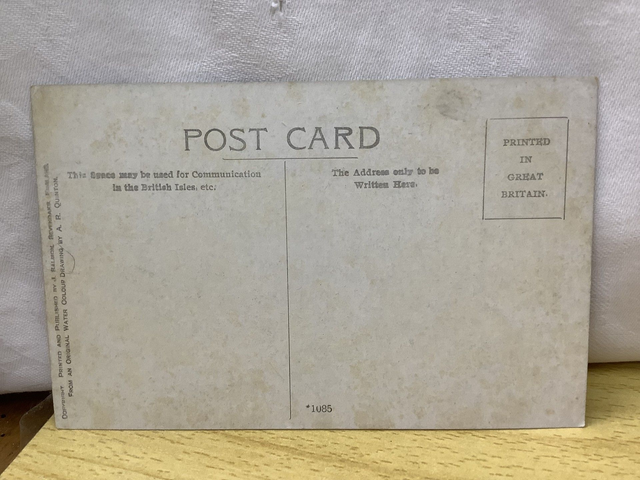 POST CARD
This Space may be used for Communication
in the British Isles, etc.
The Address only to be
Written Here.
PRINTED
IN
GREAT
BRITAIN.
COPYRIGHT PRINTED AND PUBLISHED BY J. SALMON, SEVENOAKS, ENGLAND.
FROM AN ORIGINAL WATER COLOUR DRAWING BY A. R. QUINTON.
*1085